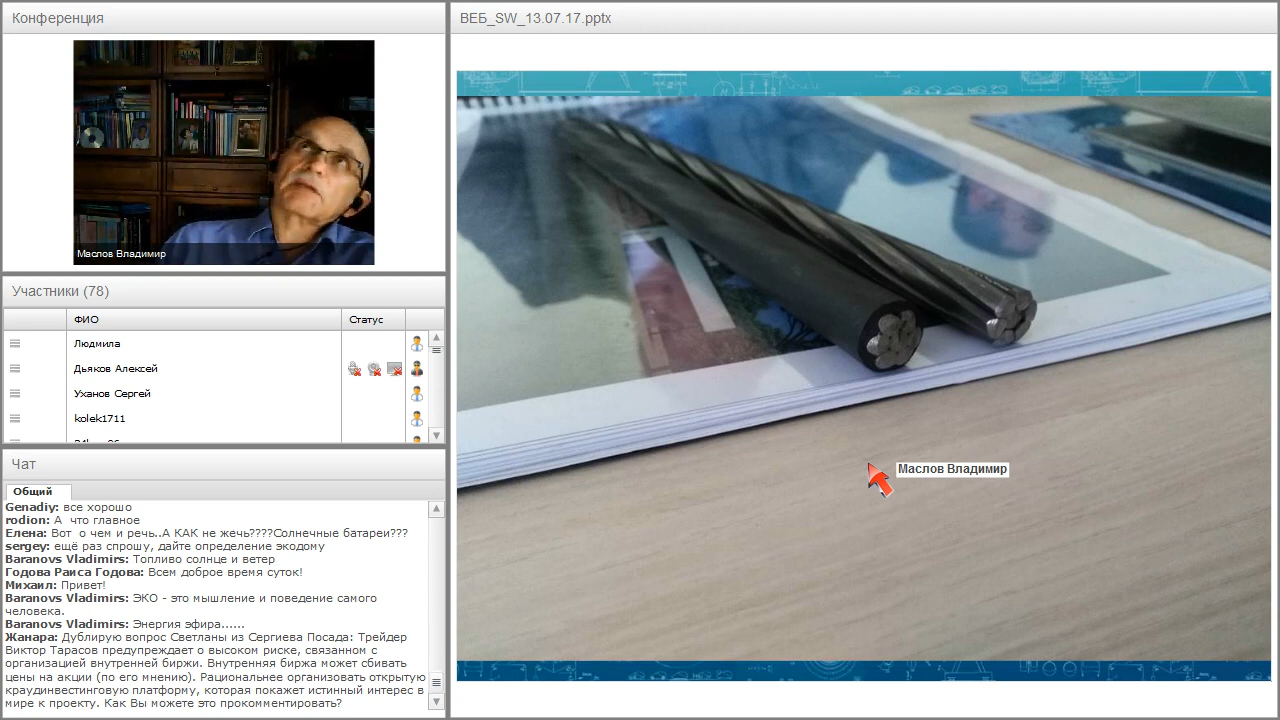 Конференция
Маслов Владимир
Участники (78)
ФИО
Статус
Людмила
Дьяков Алексей
Уханов Сергей
kolek1711
Чат
Общий
Genadiy: все хорошо
rodion: А что главное
Елена: Вот о чем и речь..А КАК не жечь????Солнечные батареи???
sergey: ещё раз спрошу, дайте определение экодому
Baranovs Vladimirs: Топливо солнце и ветер
Годова Раиса Годова: Всем доброе время суток!
Михаил: Привет!
Baranovs Vladimirs: ЭКО - это мышление и поведение самого
человека.
Baranovs Vladimirs: Энергия эфира......
Жанара: Дублирую вопрос Светланы из Сергиева Посада: Трейдер
Виктор Тарасов предупреждает о высоком риске, связанном с
организацией внутренней биржи. Внутренняя биржа может сбивать
цену на акции (по его мнению). Рациональнее организовать открытую
краудинвестинговую платформу, которая покажет истинный интерес в
мире к проекту. Как Вы можете это прокомментировать?
ВЕБ_SW_13.07.17.pptx
Маслов Владимир